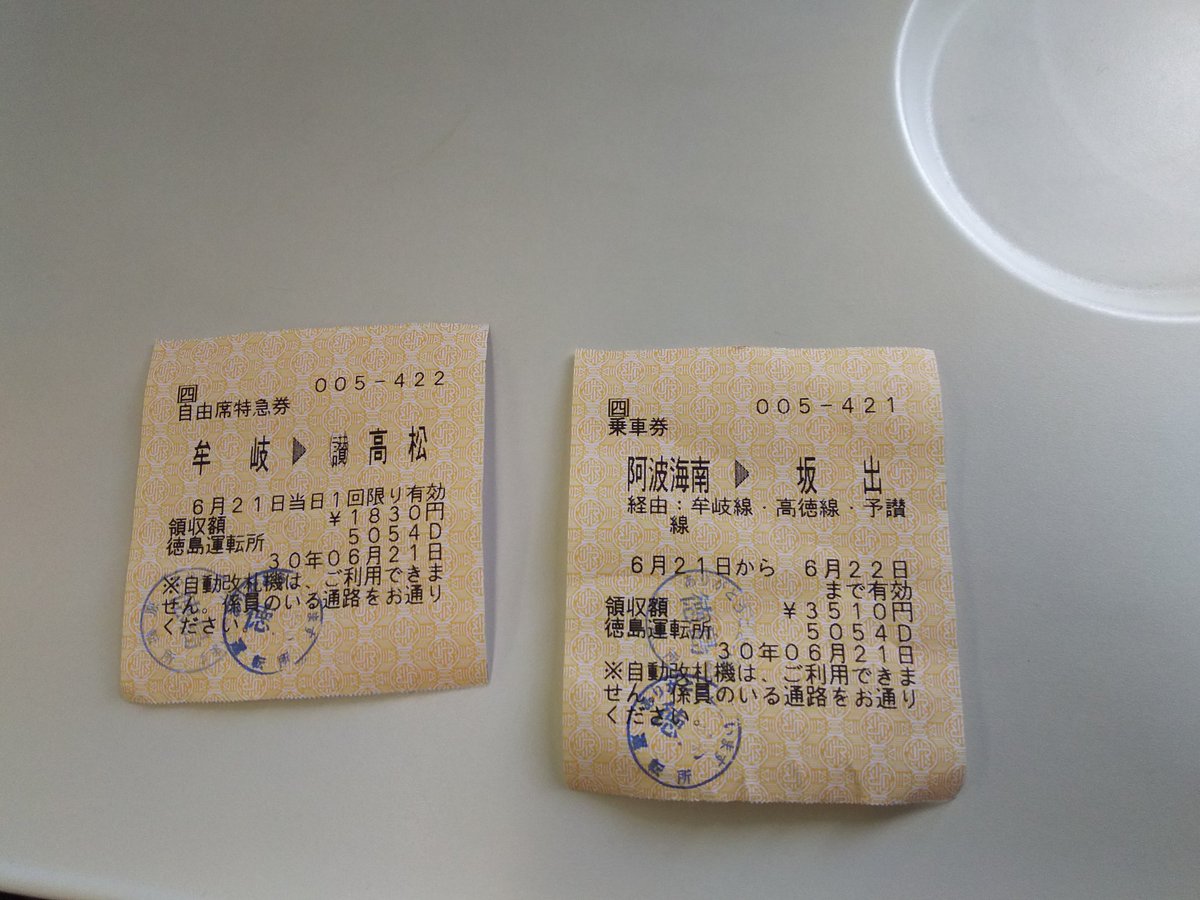 005-422
四
自由席特急券
牟岐▶讃高松
6月21日当日1回限り有効
領収額 ¥1830円
徳島運転所 5054D
30年06月21日
※自動改札機は、ご利用できま
せん。係員のいる通路をお通り
ください
005-421
四
乗車券
阿波海南▶坂出
経由:牟岐線・高徳線・予讃
線
6月21日から 6月22日
まで有効
領収額 ¥3510円
徳島運転所 5054D
30年06月21日
※自動改札機は、ご利用できま
せん。係員のいる通路をお通り
ください。